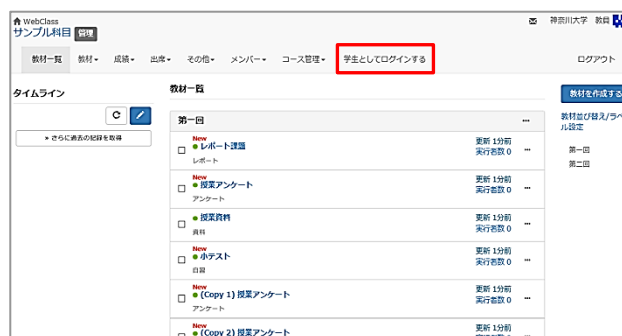 WebClass
神奈川大学 教員
サンプル科目 管理
教材一覧 教材 成績 出席 その他 メンバー コース管理 学生としてログインする ログアウト
タイムライン
» さらに過去の記録を取得
教材一覧
第一回
New
レポート課題
レポート
更新 1分前
実行者数 0
New
授業アンケート
アンケート
更新 1分前
実行者数 0
授業資料
資料
更新 1分前
実行者数 0
New
小テスト
自習
更新 1分前
実行者数 0
New
(Copy 1) 授業アンケート
アンケート
更新 1分前
実行者数 0
New
(Copy 2) 授業アンケート
更新 1分前
教材を作成する
教材並び替え/ラベ
ル設定
第一回
第二回